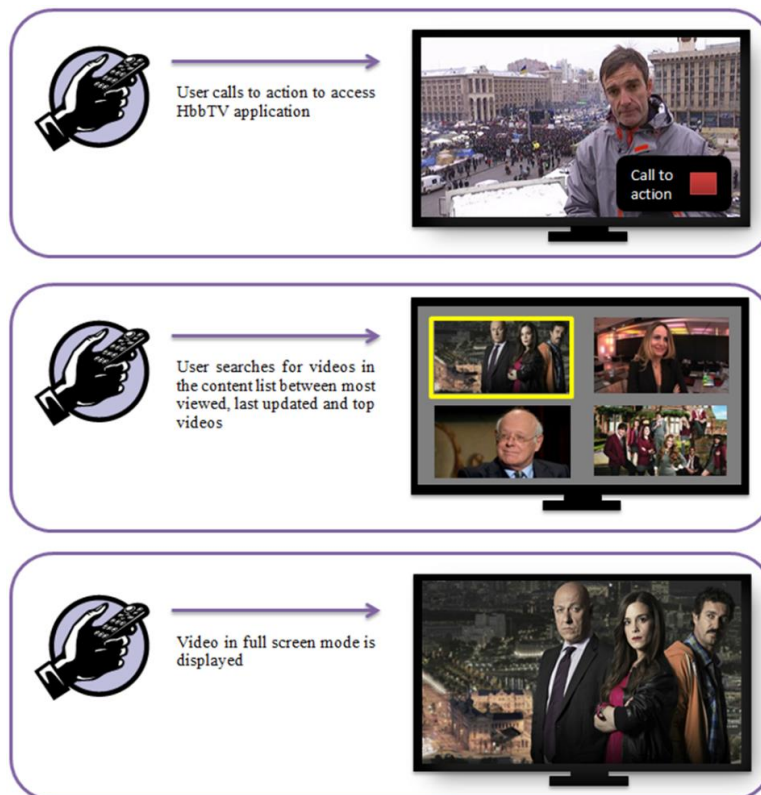 User calls to action to access
HbbTV application
Call to
action
User searches for videos in
the content list between most
viewed, last updated and top
videos
Video in full screen mode is
displayed